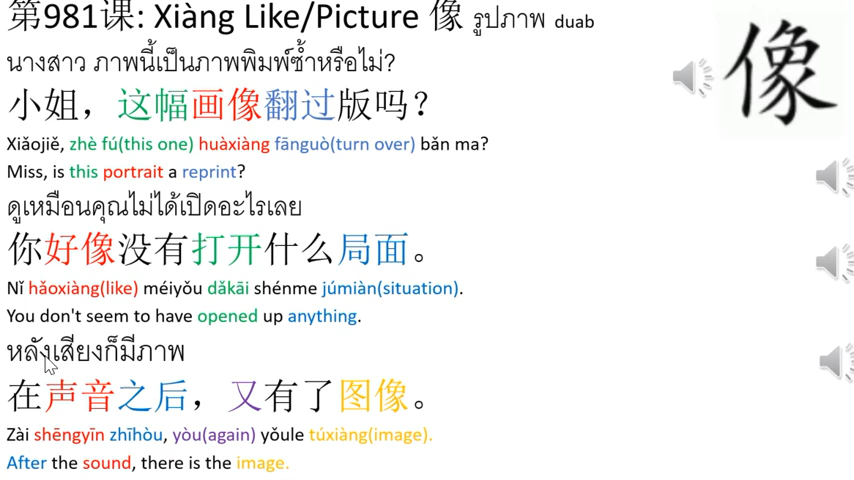 第981课: Xiàng Like/Picture 像 รูปภาพ duab
像
นางสาว ภาพนี้เป็นภาพพิมพ์ซ้ำหรือไม่?
小姐，这幅画像翻过版吗？
Xiǎojiě, zhè fú(this one) huàxiàng fānguò(turn over) bǎn ma?
Miss, is this portrait a reprint?
ดูเหมือนคุณไม่ได้เปิดอะไรเลย
你好像没有打开什么局面。
Nǐ hǎoxiàng(like) méiyǒu dǎkāi shénme júmiàn(situation).
You don't seem to have opened up anything.
หลังเสียงก็มีภาพ
在声音之后，又有了图像。
Zài shēngyīn zhīhòu, yòu(again) yǒule túxiàng(image).
After the sound, there is the image.